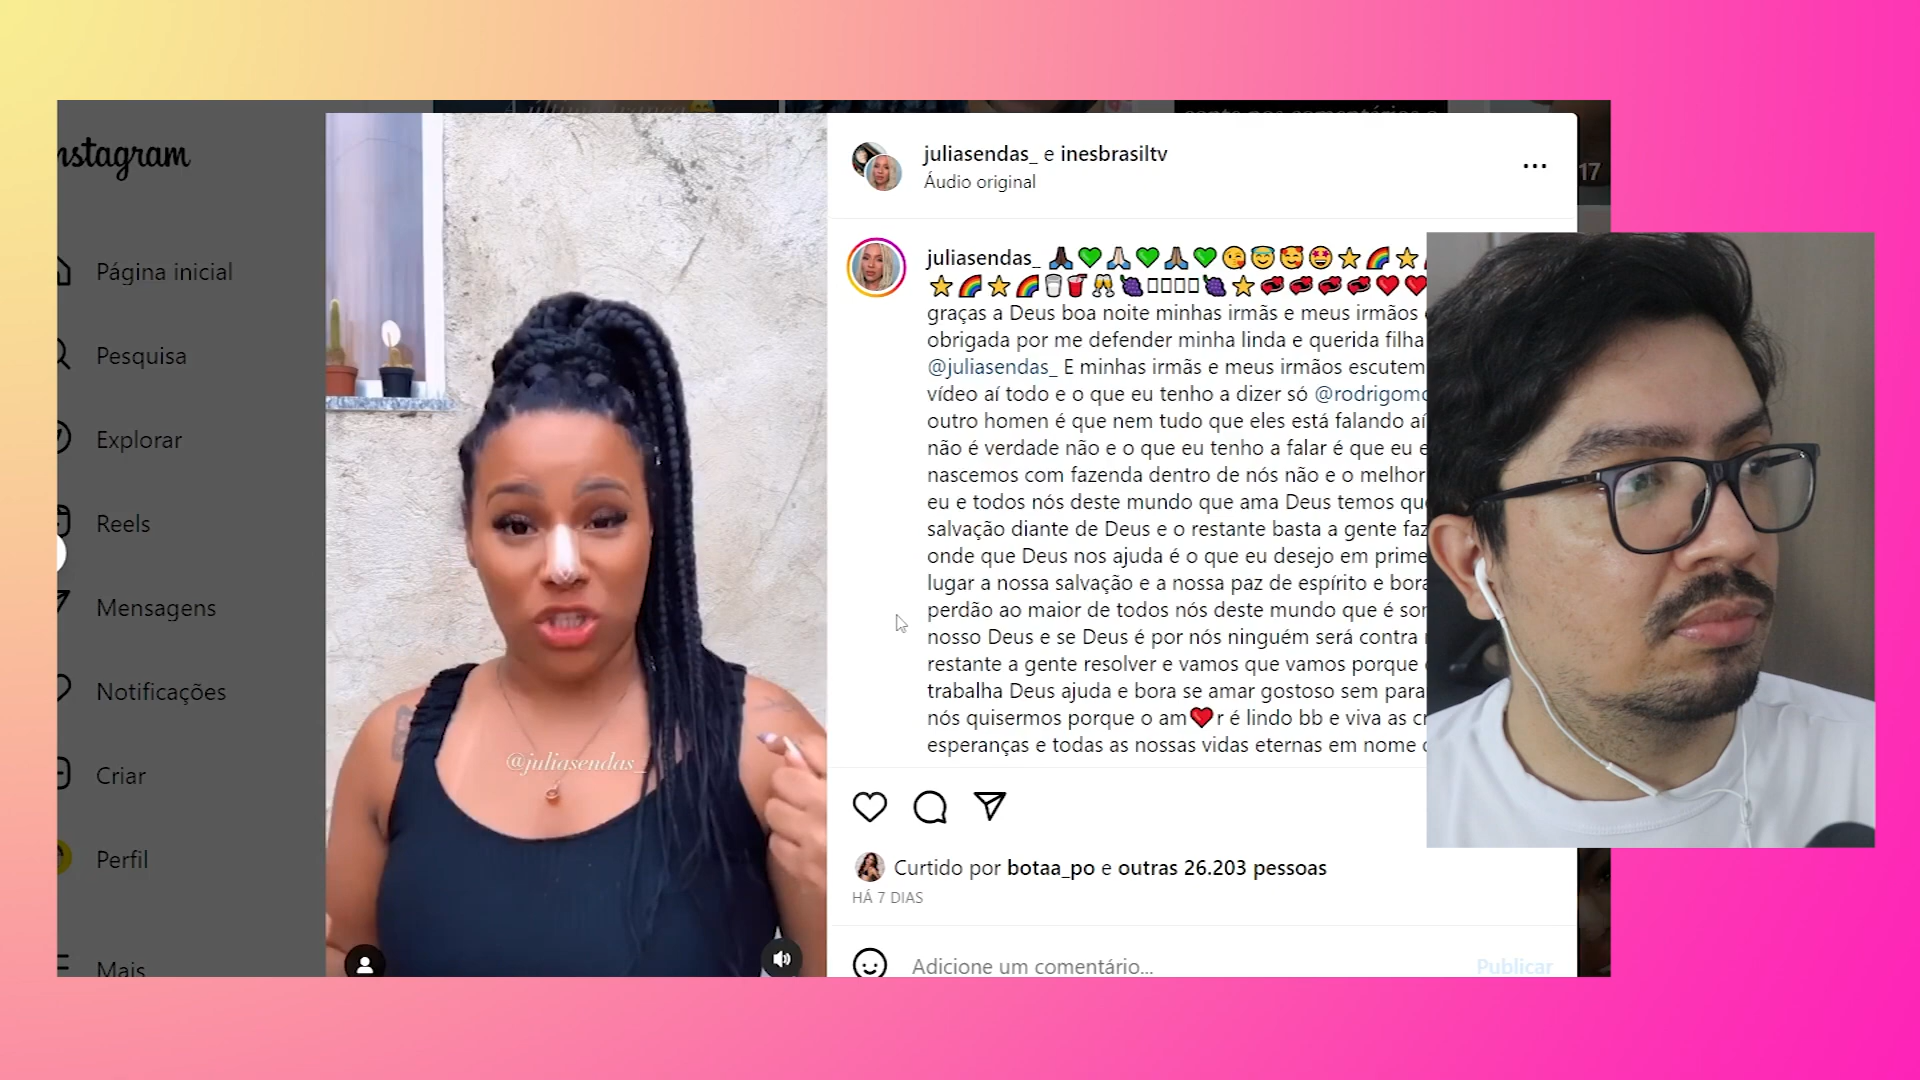 nstagram
Página inicial
Pesquisa
Explorar
Reels
Mensagens
Notificações
Criar
Perfil
Mais
@juliasendas_
17
juliasendas_ e inesbrasiltv
Áudio original
juliasendas_ 🙏🏿💚🙏🏻💚🙏🏽💚😘😇🥰🤩⭐🌈⭐
⭐🌈⭐🌈🥛🥤🥂🍇▯▯▯▯🍇⭐💋💋💋💋❤️❤️
graças a Deus boa noite minhas irmãs e meus irmãos
obrigada por me defender minha linda e querida filha
@juliasendas_ E minhas irmãs e meus irmãos escutem
vídeo aí todo e o que eu tenho a dizer só @rodrigomo
outro homen é que nem tudo que eles está falando aí
não é verdade não e o que eu tenho a falar é que eu e
nascemos com fazenda dentro de nós não e o melhor
eu e todos nós deste mundo que ama Deus temos que
salvação diante de Deus e o restante basta a gente faz
onde que Deus nos ajuda é o que eu desejo em prime
lugar a nossa salvação e a nossa paz de espírito e bora
perdão ao maior de todos nós deste mundo que é so
nosso Deus e se Deus é por nós ninguém será contra
restante a gente resolver e vamos que vamos porque
trabalha Deus ajuda e bora se amar gostoso sem para
nós quisermos porque o am❤️r é lindo bb e viva as cr
esperanças e todas as nossas vidas eternas em nome
Curtido por botaa_po e outras 26.203 pessoas
HÁ 7 DIAS
Adicione um comentário...
Publicar